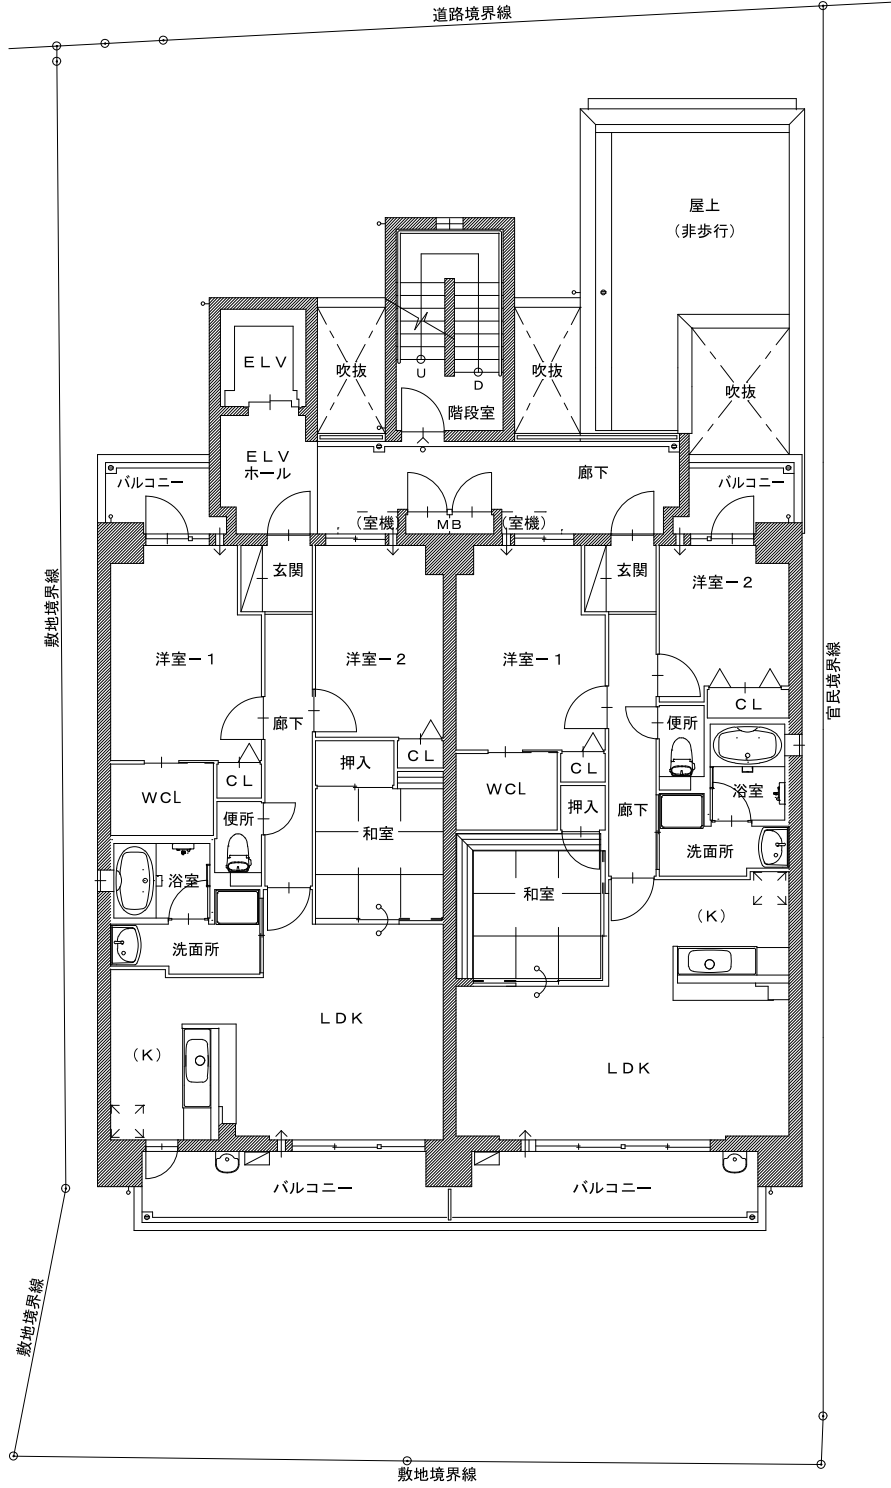 道路境界線
屋上
（非歩行）
ＥＬＶ
吹抜
吹抜
吹抜
U
D
階段室
ＥＬＶ
ホール
廊下
バルコニー
バルコニー
（室機）
MB
（室機）
玄関
玄関
洋室－2
敷地境界線
官民境界線
洋室－1
洋室－2
洋室－1
廊下
便所
CL
押入
CL
CL
WCL
CL
WCL
浴室
押入
便所
和室
廊下
洗面所
浴室
和室
（K）
洗面所
ＬＤＫ
（K）
ＬＤＫ
バルコニー
バルコニー
敷地境界線
敷地境界線